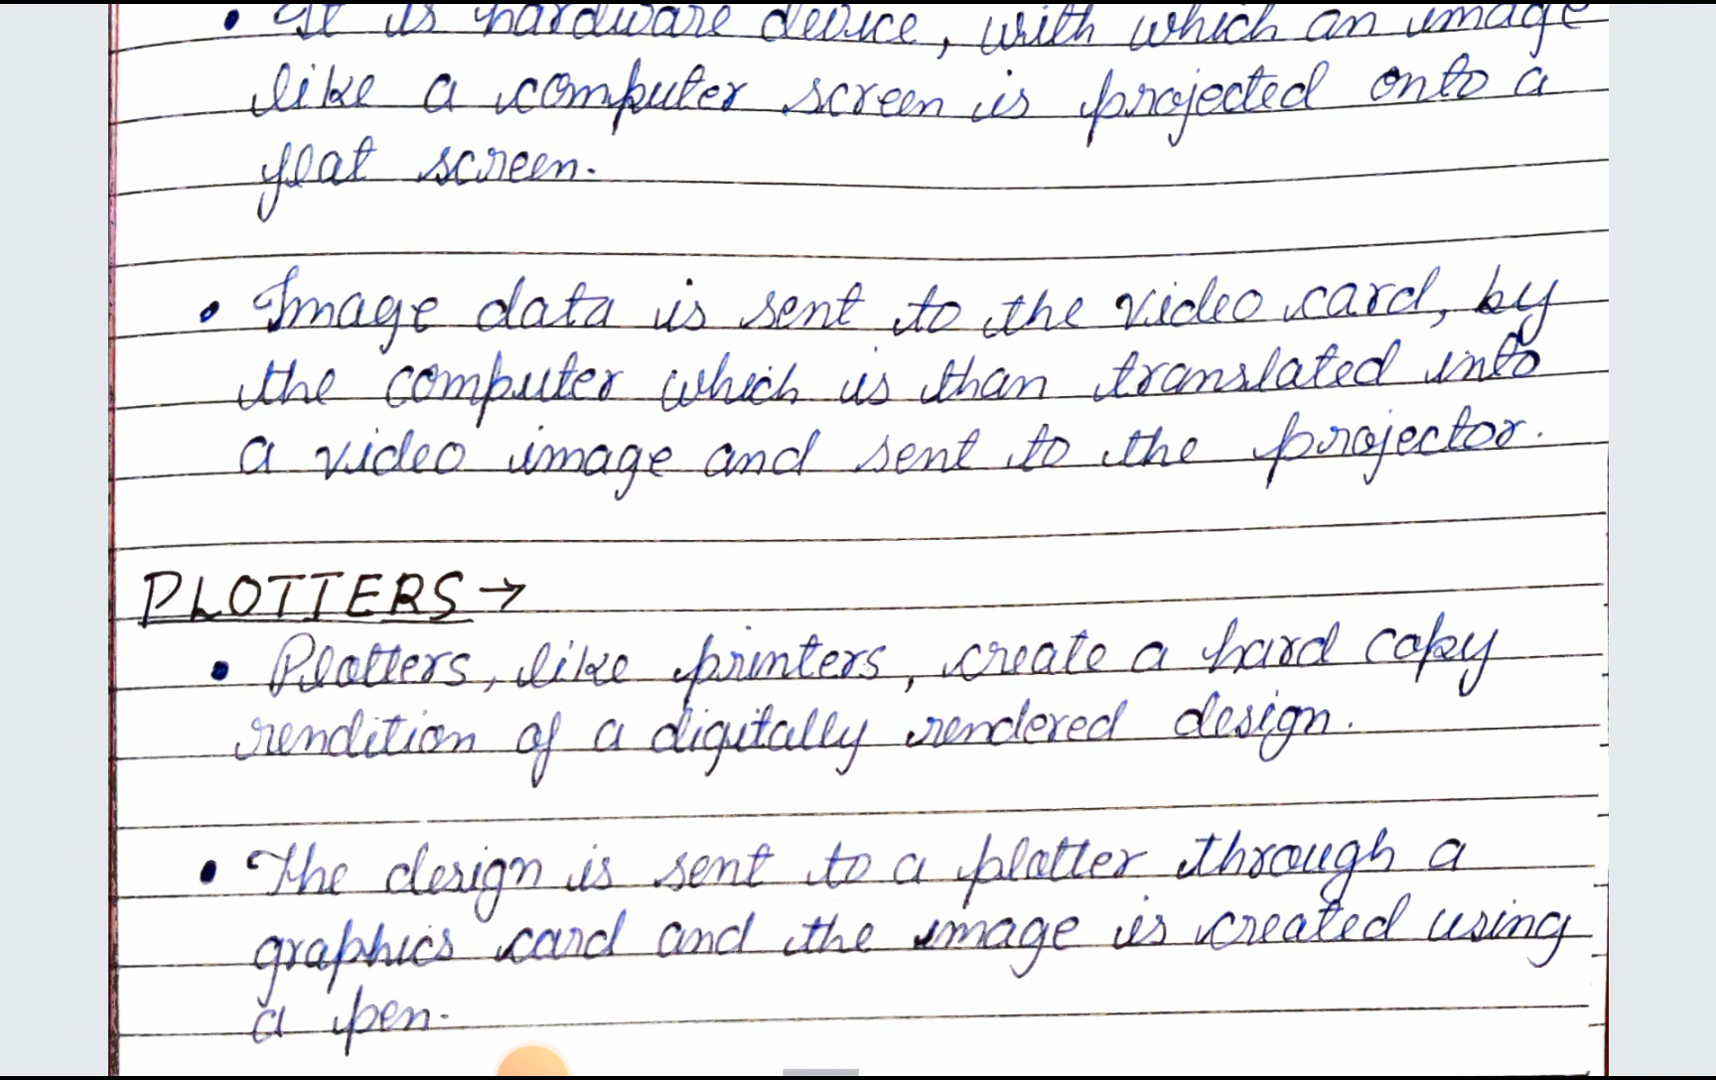 • It is hardware device, with which an image
like a computer screen is projected onto a
flat screen.
• Image data is sent to the video card, by
the computer which is than translated into
a video image and sent to the projector.
PLOTTERS →
• Plotters, like printers, create a hard copy
rendition of a digitally rendered design.
• The design is sent to a plotter through a
graphics card and the image is created using
a pen.